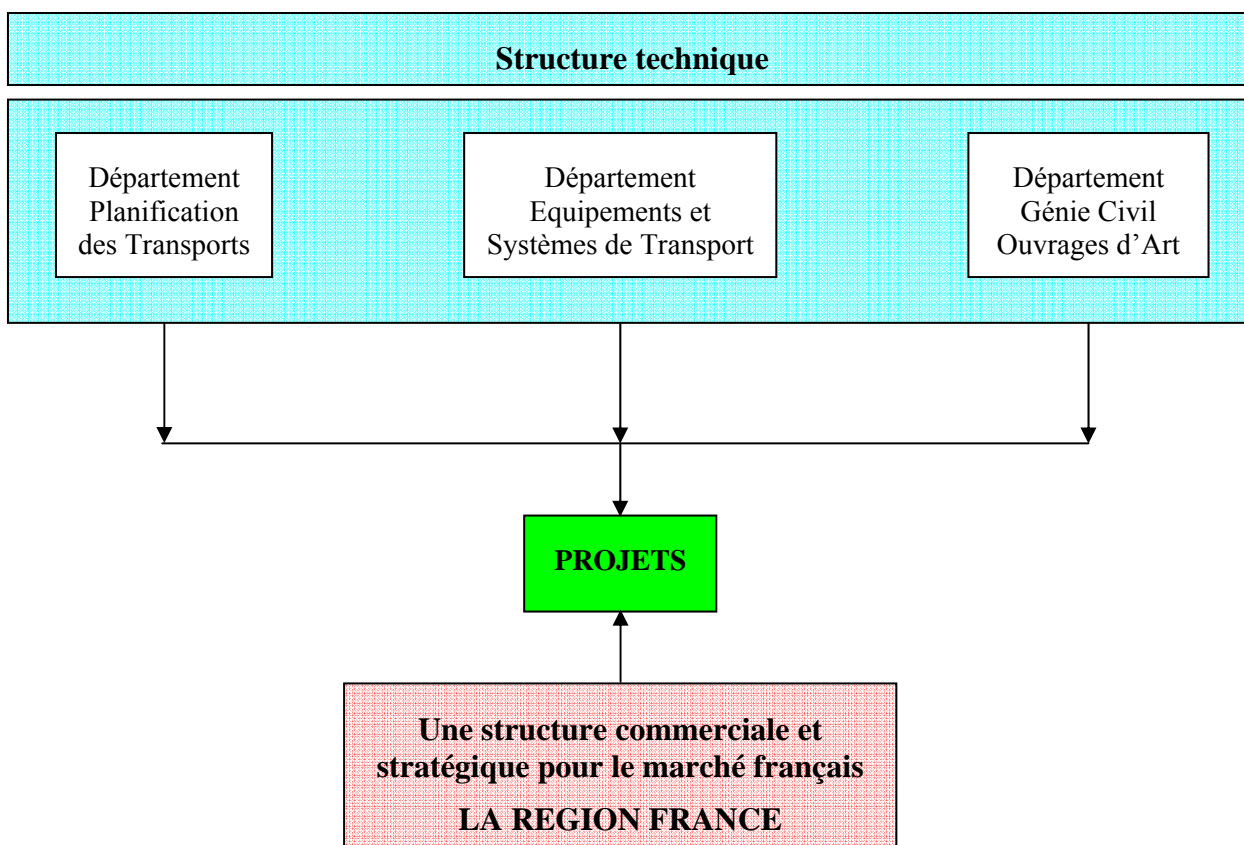 Structure technique
Département
Planification
des Transports
Département
Equipements et
Systèmes de Transport
Département
Génie Civil
Ouvrages d’Art
PROJETS
Une structure commerciale et
stratégique pour le marché français
LA REGION FRANCE